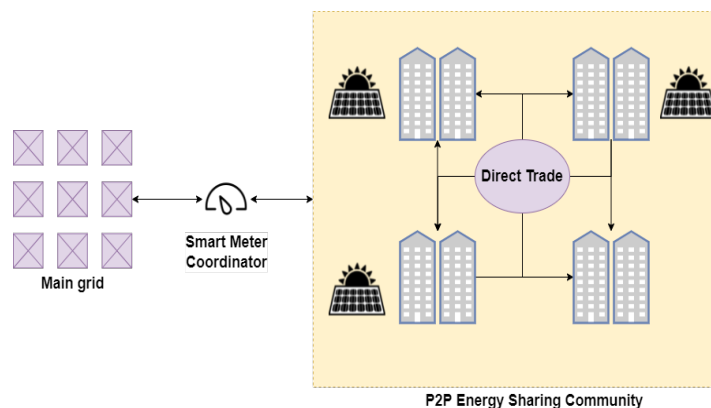 Direct Trade
Smart Meter
Coordinator
Main grid
P2P Energy Sharing Community